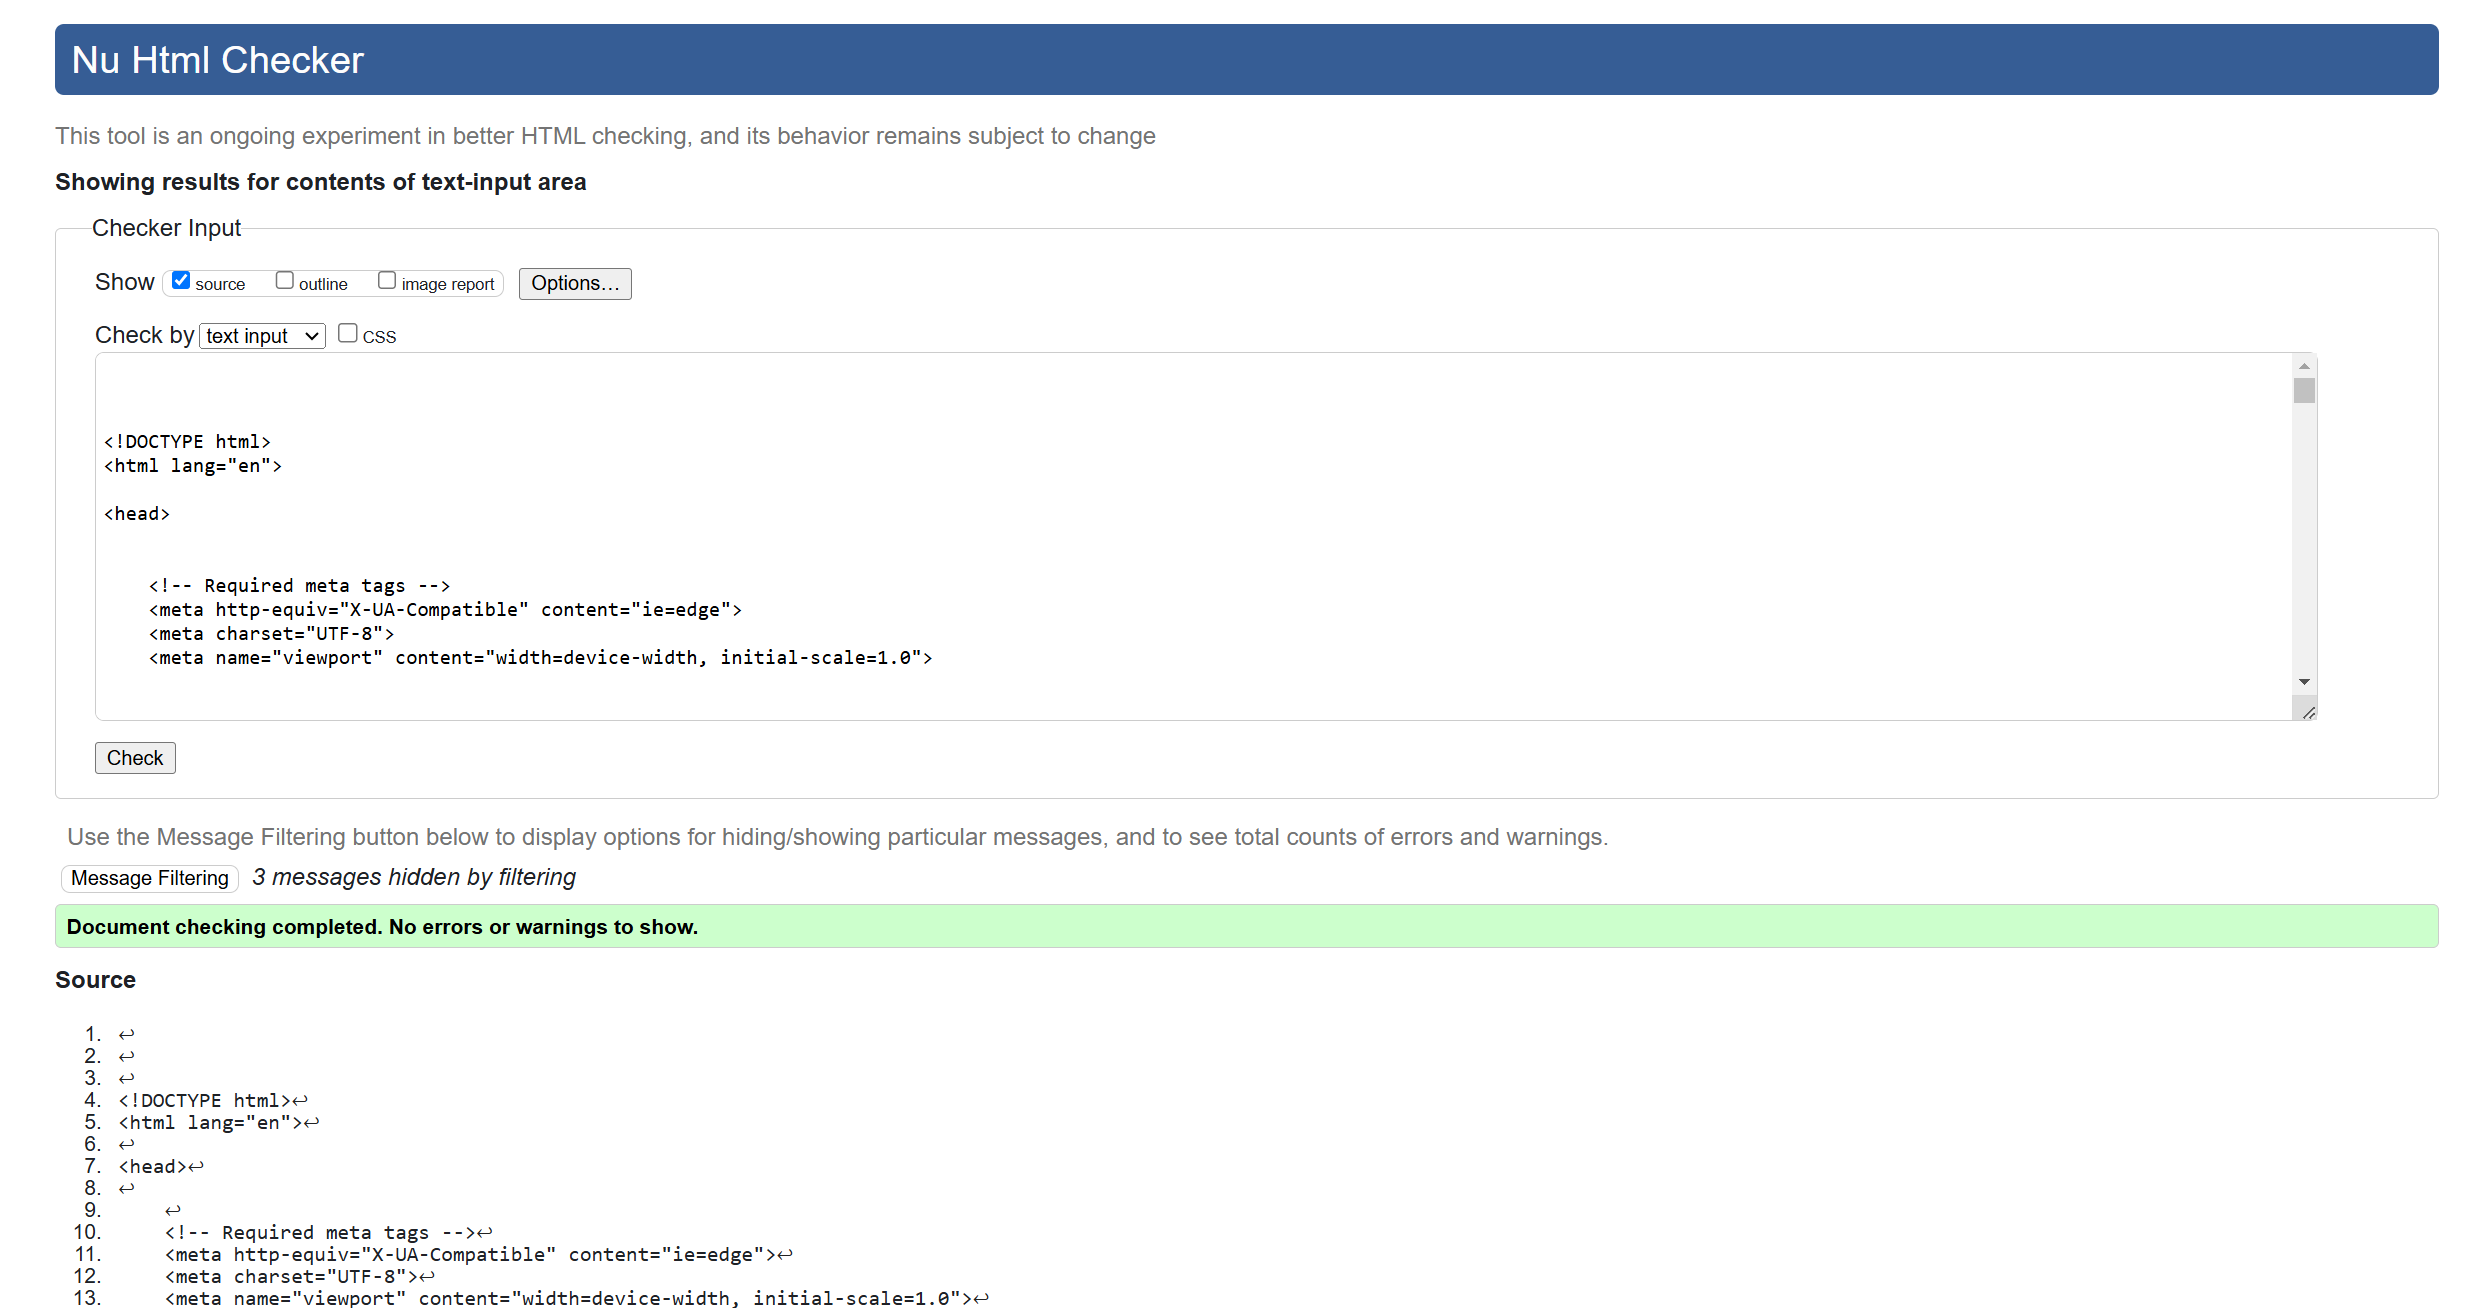 Nu Html Checker
This tool is an ongoing experiment in better HTML checking, and its behavior remains subject to change
Showing results for contents of text-input area
Checker Input
Show source outline image report Options...
Check by text input CSS
<!DOCTYPE html>
<html lang="en">
<head>
<!-- Required meta tags -->
<meta http-equiv="X-UA-Compatible" content="ie=edge">
<meta charset="UTF-8">
<meta name="viewport" content="width=device-width, initial-scale=1.0">
Check
Use the Message Filtering button below to display options for hiding/showing particular messages, and to see total counts of errors and warnings.
Message Filtering 3 messages hidden by filtering
Document checking completed. No errors or warnings to show.
Source
1. ↩
2. ↩
3. ↩
4. <!DOCTYPE html>↩
5. <html lang="en">↩
6. ↩
7. <head>↩
8. ↩
9. ↩
10. <!-- Required meta tags -->↩
11. <meta http-equiv="X-UA-Compatible" content="ie=edge">↩
12. <meta charset="UTF-8">↩
13. <meta name="viewport" content="width=device-width, initial-scale=1.0">↩